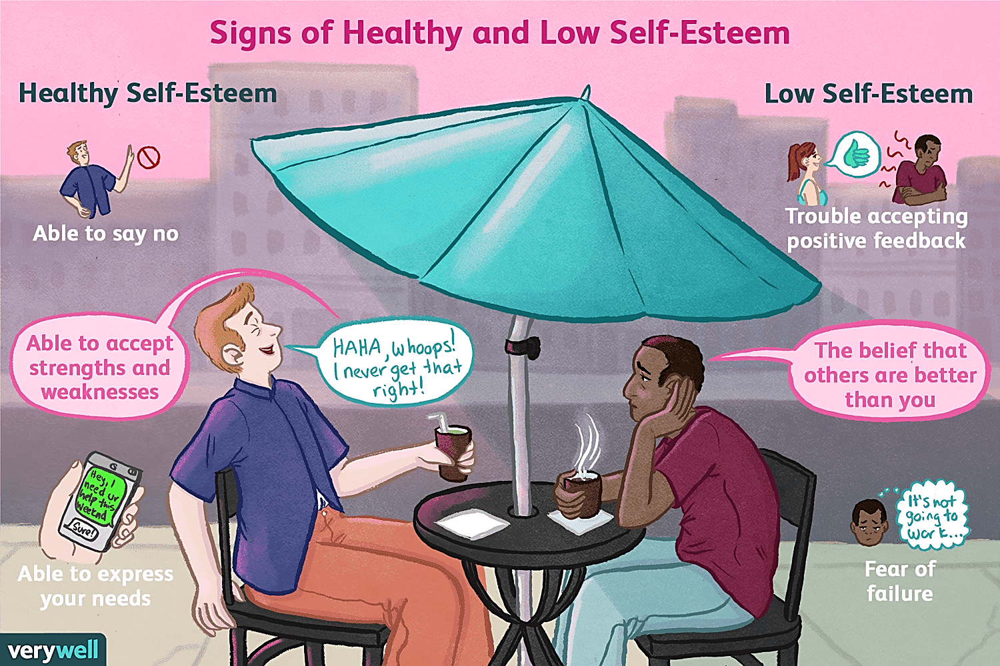 Signs of Healthy and Low Self-Esteem
Healthy Self-Esteem
Able to say no
Able to accept
strengths and
weaknesses
HAHA, whoops!
I never get that
right!
Hey, I
need ur
help this
weekend
Sure!
Able to express
your needs
Low Self-Esteem
Trouble accepting
positive feedback
The belief that
others are better
than you
It's not
going to
work...
Fear of
failure
verywell